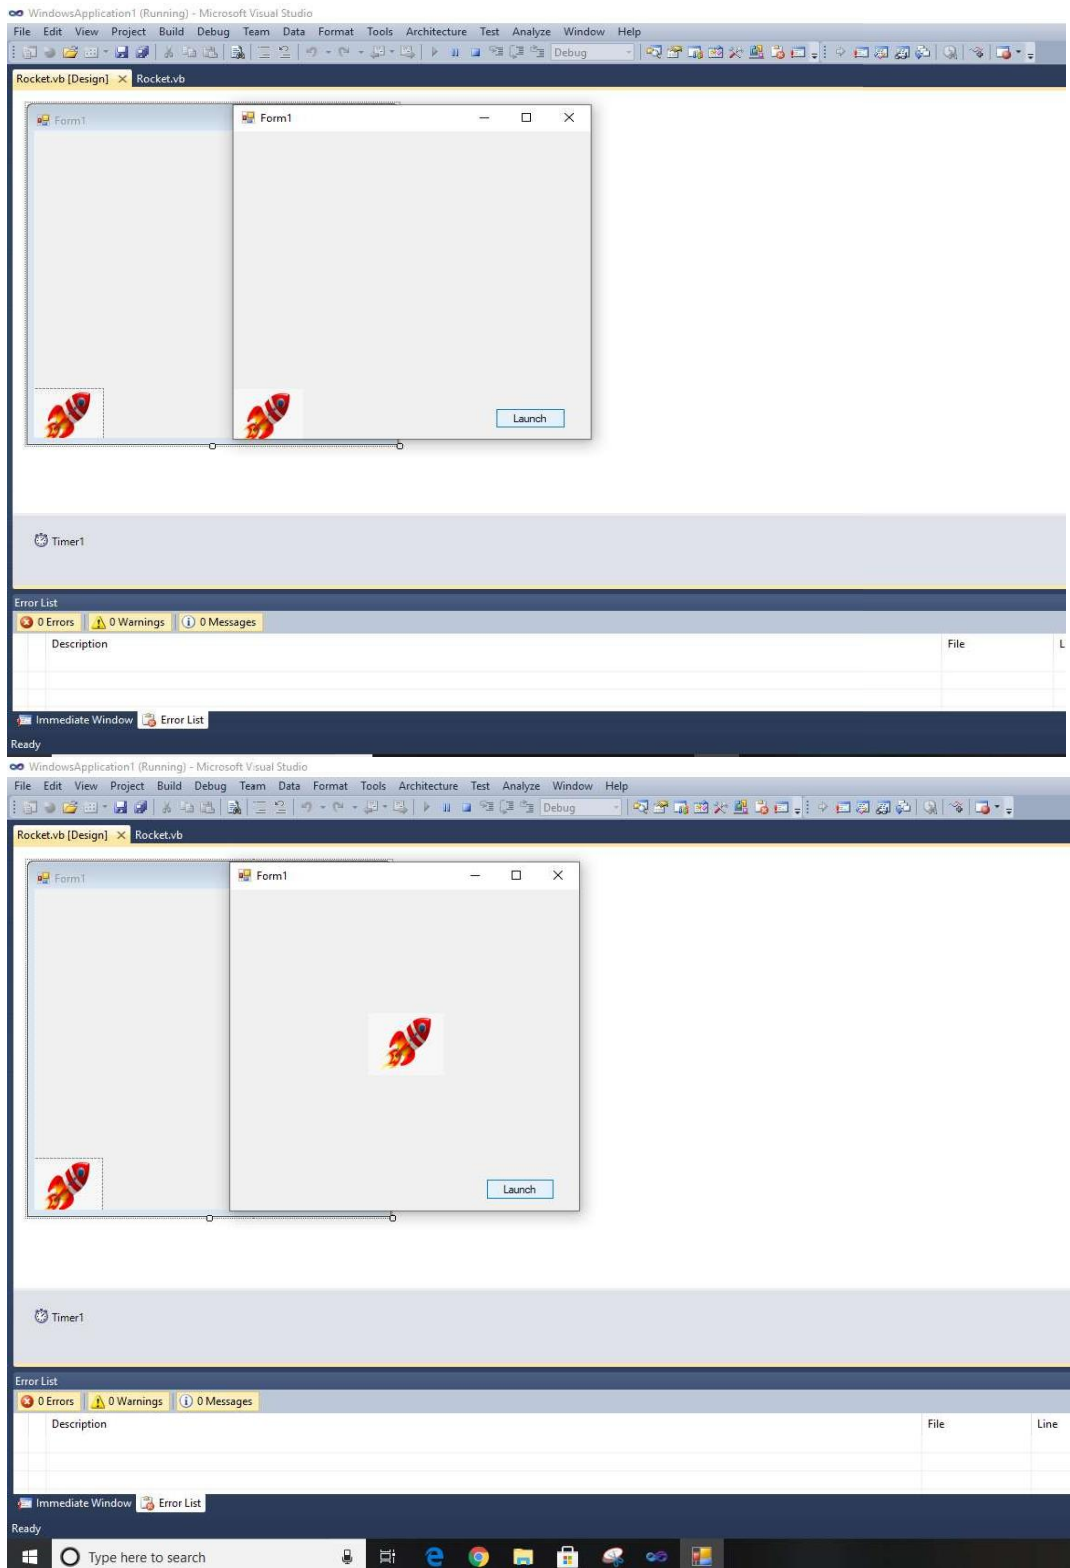 WindowsApplication1 (Running) - Microsoft Visual Studio
File Edit View Project Build Debug Team Data Format Tools Architecture Test Analyze Window Help
Debug
Rocket.vb [Design] Rocket.vb
Form1 Form1
Launch
Timer1
Error List
0 Errors 0 Warnings 0 Messages
Description File L
Immediate Window Error List
Ready
WindowsApplication1 (Running) - Microsoft Visual Studio
File Edit View Project Build Debug Team Data Format Tools Architecture Test Analyze Window Help
Debug
Rocket.vb [Design] Rocket.vb
Form1 Form1
Launch
Timer1
Error List
0 Errors 0 Warnings 0 Messages
Description File Line
Immediate Window Error List
Ready
Type here to search